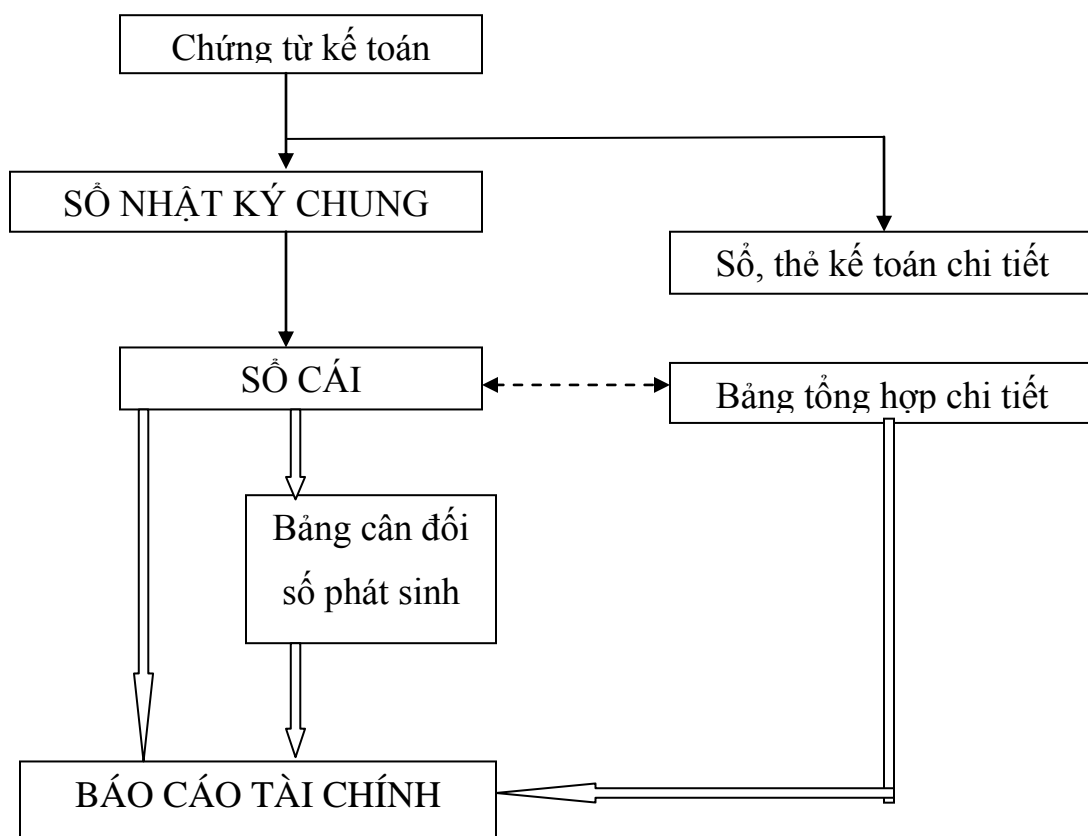 Chứng từ kế toán
SỔ NHẬT KÝ CHUNG
Sổ, thẻ kế toán chi tiết
SỔ CÁI
Bảng tổng hợp chi tiết
Bảng cân đối
số phát sinh
BÁO CÁO TÀI CHÍNH